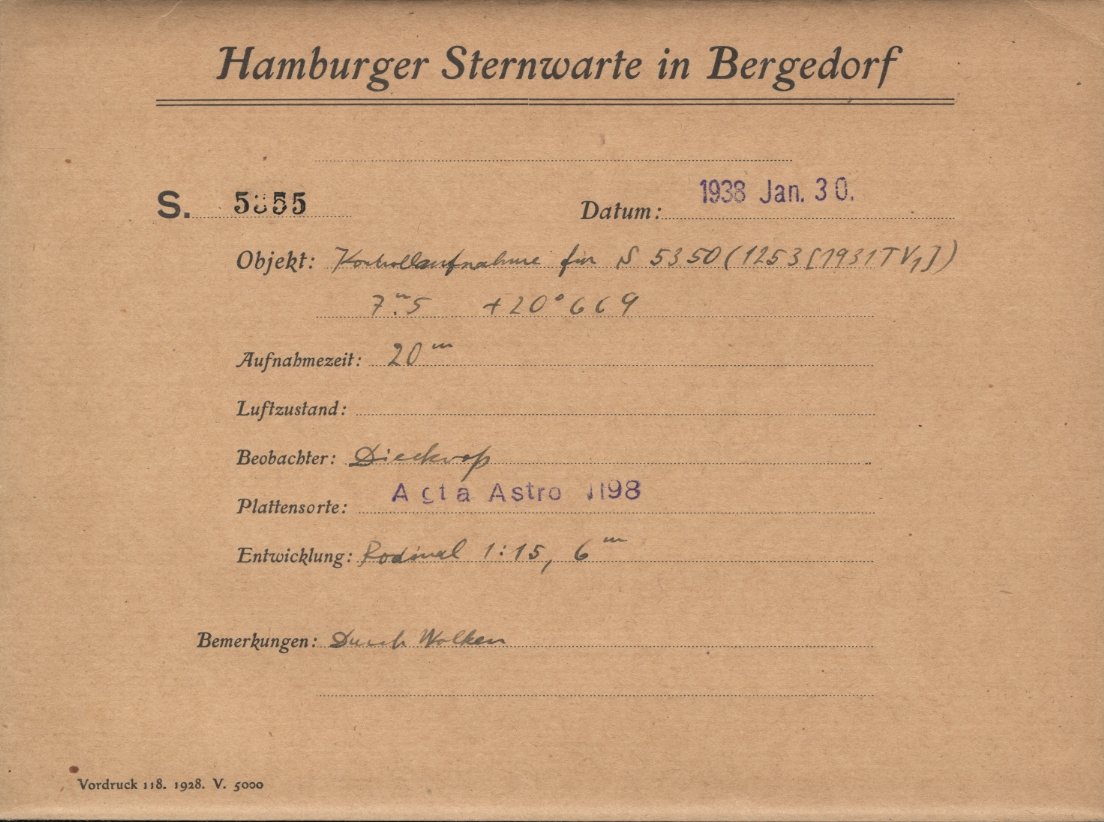 Hamburger Sternwarte in Bergedorf
S. 5355 Datum: 1938 Jan. 30.
Objekt: Kontrollaufnahme für S 5350 (1253 [1931 TV₁])
7ᵐ.5 +20°669
Aufnahmezeit: 20ᵐ
Luftzustand:
Beobachter: Dieckvoß
Plattensorte: Agfa Astro 1198
Entwicklung: Rodinal 1:15, 6ᵐ
Bemerkungen: Durch Wolken
Vordruck 118. 1928. V. 5000